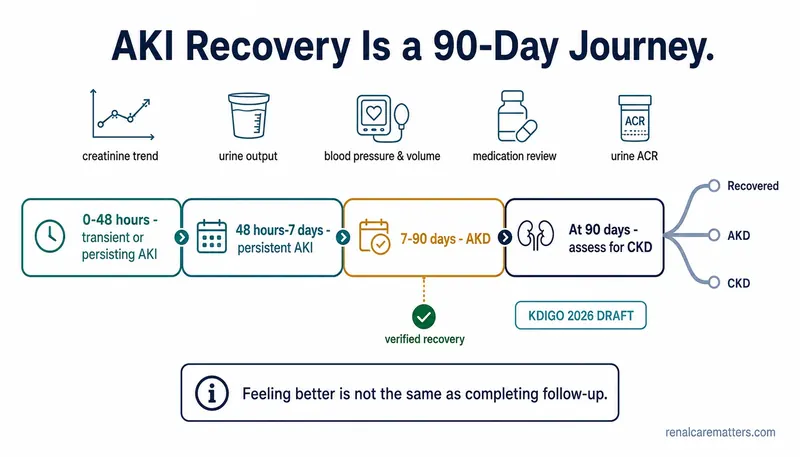 AKI Recovery Is a 90-Day Journey.
creatinine trend
urine output
blood pressure & volume
medication review
ACR
urine ACR
0-48 hours -
transient or
persisting AKI
48 hours-7 days -
persistent AKI
7-90 days - AKD
At 90 days -
assess for CKD
Recovered
AKD
CKD
verified recovery
KDIGO 2026 DRAFT
Feeling better is not the same as completing follow-up.
renalcarematters.com